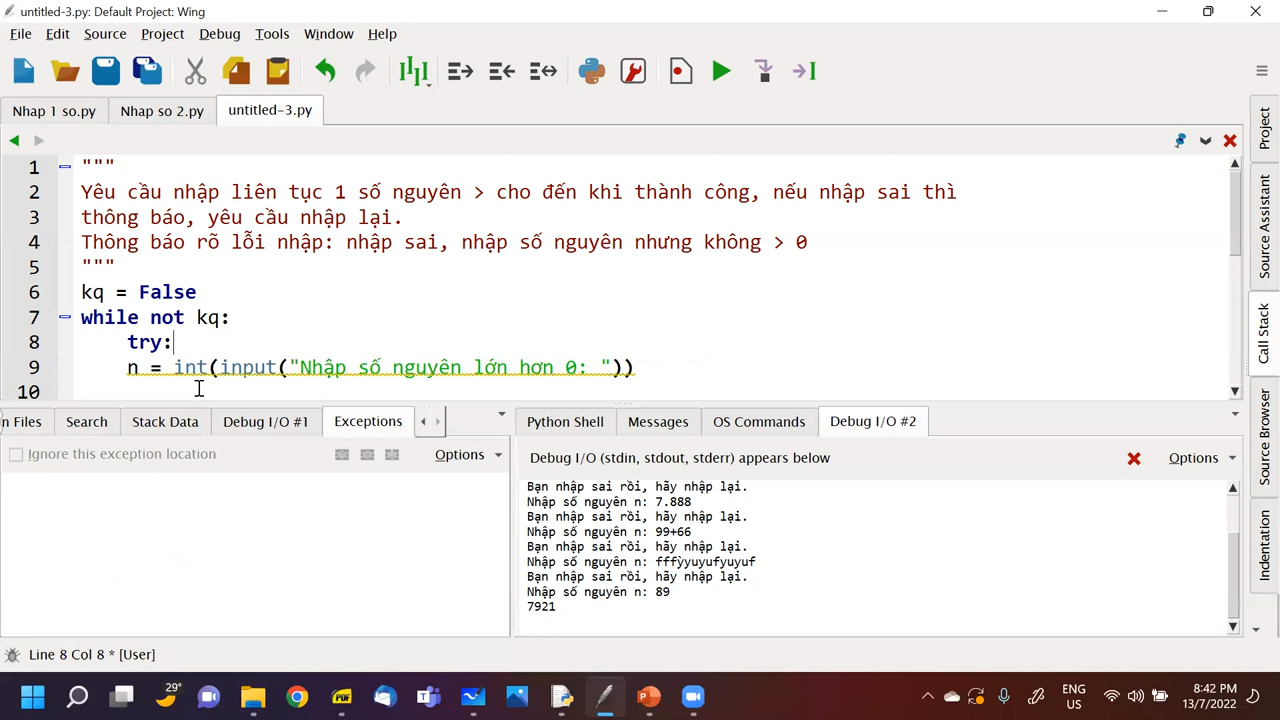 untitled-3.py: Default Project: Wing
File Edit Source Project Debug Tools Window Help
Nhap 1 so.py Nhap so 2.py untitled-3.py
1 """
2 Yêu cầu nhập liên tục 1 số nguyên > cho đến khi thành công, nếu nhập sai thì
3 thông báo, yêu cầu nhập lại.
4 Thông báo rõ lỗi nhập: nhập sai, nhập số nguyên nhưng không > 0
5 """
6 kq = False
7 while not kq:
8 try:
9 n = int(input("Nhập số nguyên lớn hơn 0: "))
10
Project
Source Assistant
Call Stack
Source Browser
Indentation
n Files Search Stack Data Debug I/O #1 Exceptions
Ignore this exception location Options
Python Shell Messages OS Commands Debug I/O #2
Debug I/O (stdin, stdout, stderr) appears below Options
Bạn nhập sai rồi, hãy nhập lại.
Nhập số nguyên n: 7.888
Bạn nhập sai rồi, hãy nhập lại.
Nhập số nguyên n: 99+66
Bạn nhập sai rồi, hãy nhập lại.
Nhập số nguyên n: fffỳyuyufyuyuf
Bạn nhập sai rồi, hãy nhập lại.
Nhập số nguyên n: 89
7921
Line 8 Col 8 * [User]
29°
PDF
ENG
US
8:42 PM
13/7/2022